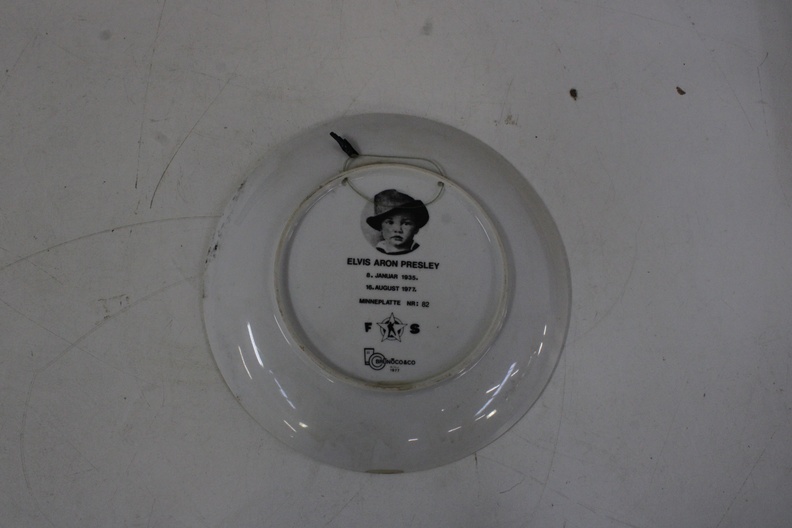 ELVIS ARON PRESLEY
8. JANUAR 1935.
16. AUGUST 1977.
MINNEPLATTE NR: 82
F S